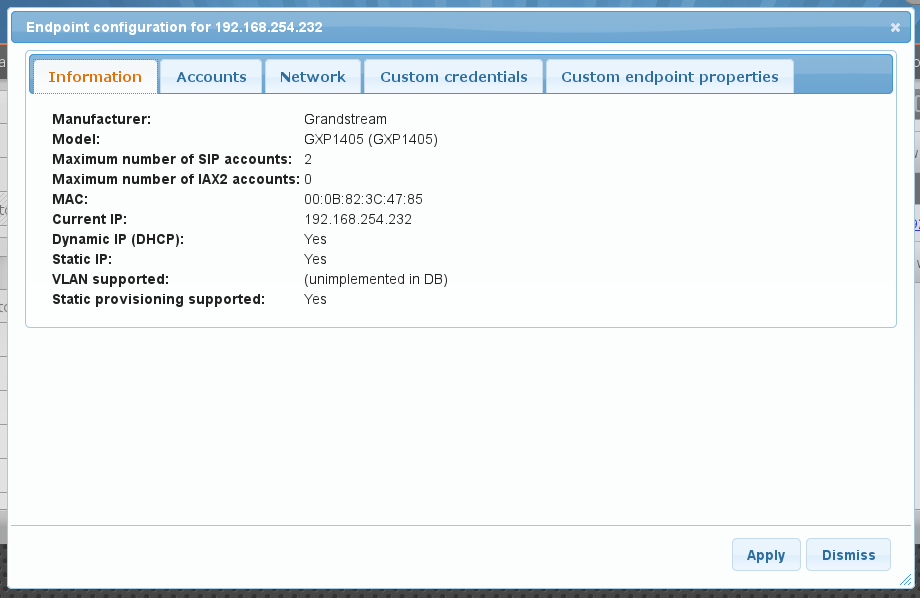 Endpoint configuration for 192.168.254.232
Information Accounts Network Custom credentials Custom endpoint properties
Manufacturer: Grandstream
Model: GXP1405 (GXP1405)
Maximum number of SIP accounts: 2
Maximum number of IAX2 accounts: 0
MAC: 00:0B:82:3C:47:85
Current IP: 192.168.254.232
Dynamic IP (DHCP): Yes
Static IP: Yes
VLAN supported: (unimplemented in DB)
Static provisioning supported: Yes
Apply Dismiss